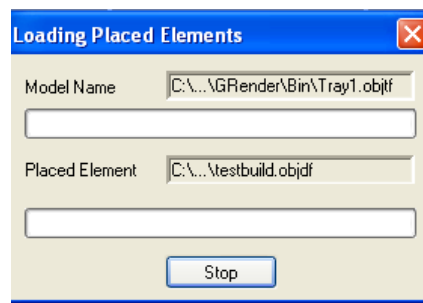 Loading Placed Elements
Model Name C:\...\GRender\Bin\Tray1.objtf
Placed Element C:\...\testbuild.objdf
Stop